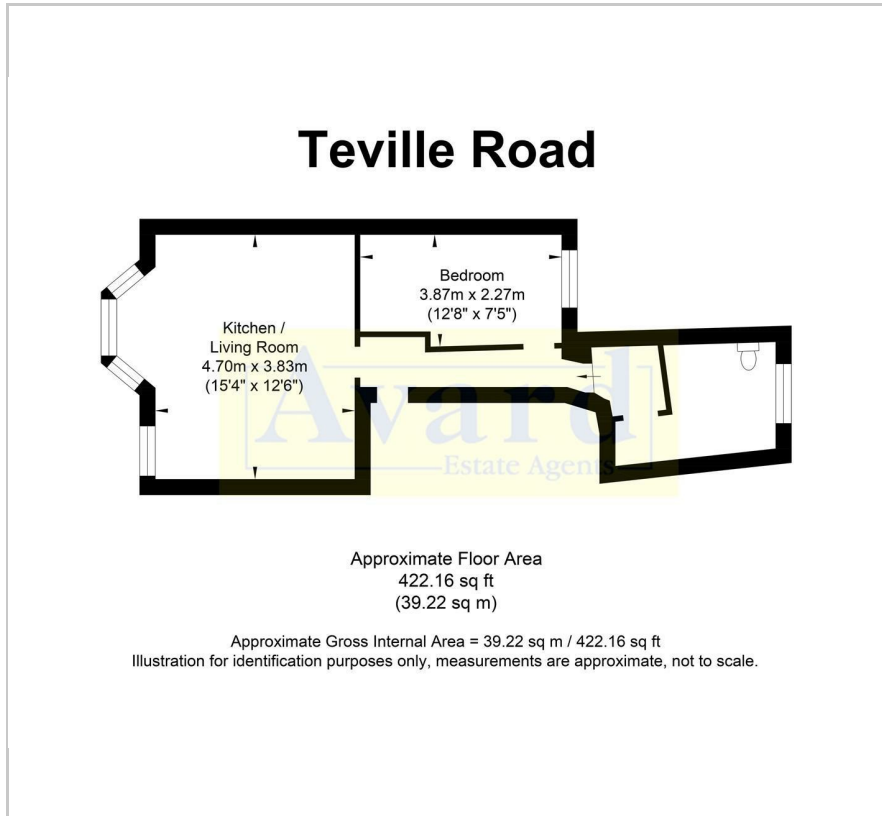 Teville Road
Bedroom
3.87m x 2.27m
(12'8" x 7'5")
Kitchen /
Living Room
4.70m x 3.83m
(15'4" x 12'6")
Avard
Estate Agents
Approximate Floor Area
422.16 sq ft
(39.22 sq m)
Approximate Gross Internal Area = 39.22 sq m / 422.16 sq ft
Illustration for identification purposes only, measurements are approximate, not to scale.